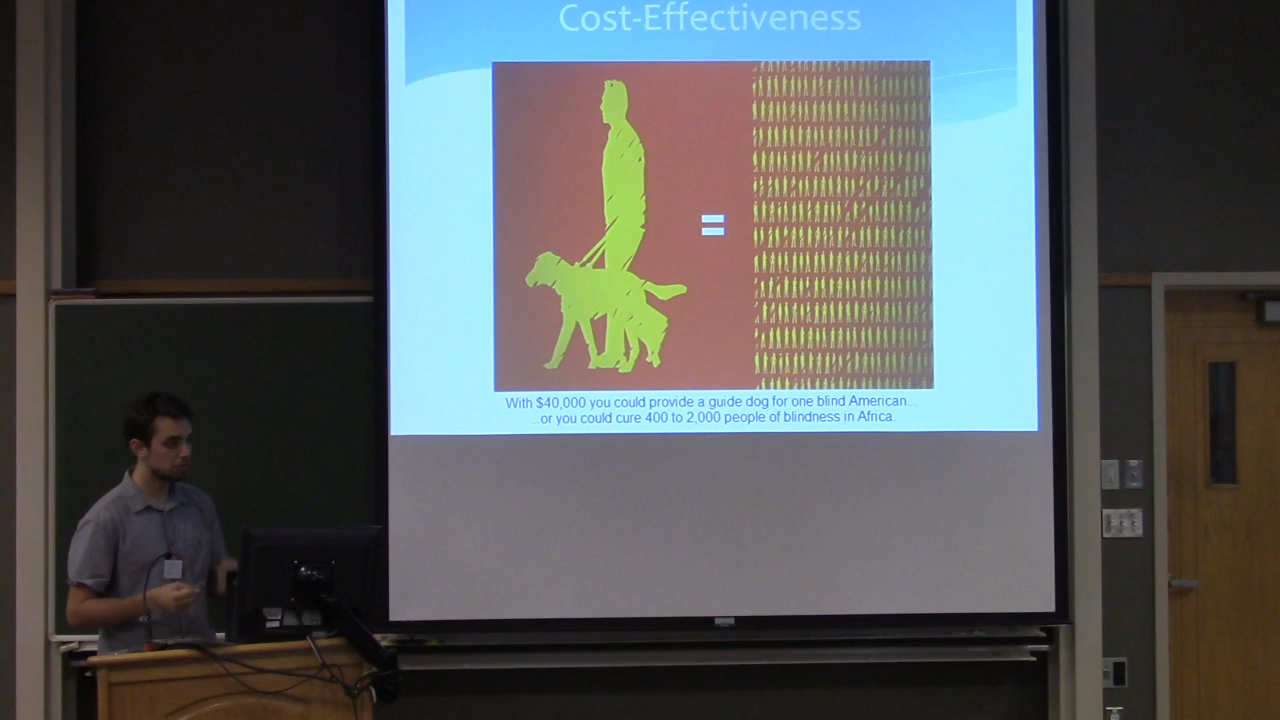 Cost-Effectiveness
=
With $40,000 you could provide a guide dog for one blind American...
...or you could cure 400 to 2,000 people of blindness in Africa.